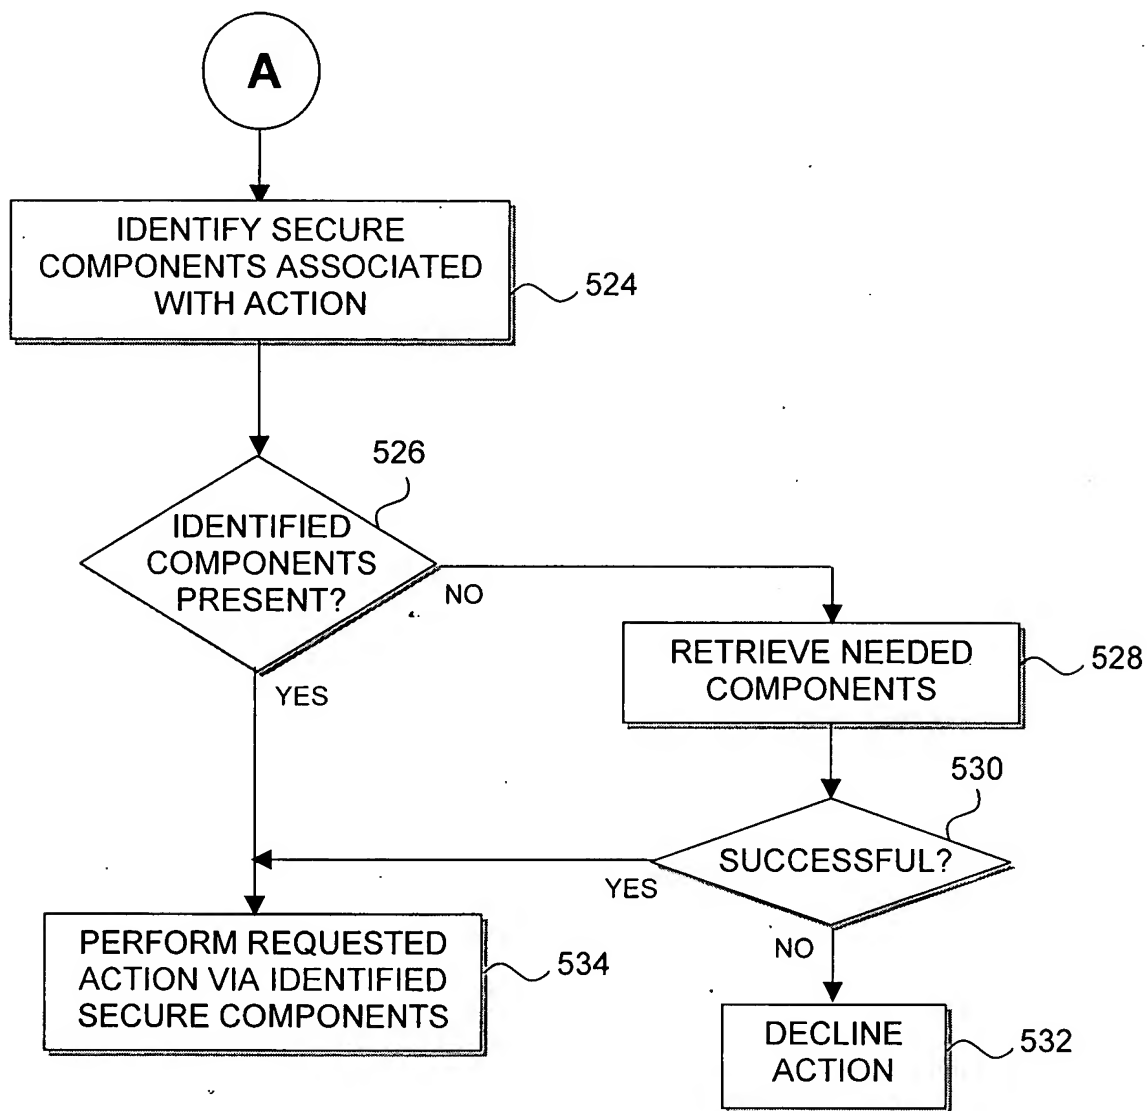 A
IDENTIFY SECURE
COMPONENTS ASSOCIATED
WITH ACTION
524
526
IDENTIFIED
COMPONENTS
PRESENT?
NO
YES
RETRIEVE NEEDED
COMPONENTS
528
530
SUCCESSFUL?
YES
NO
PERFORM REQUESTED
ACTION VIA IDENTIFIED
SECURE COMPONENTS
534
DECLINE
ACTION
532